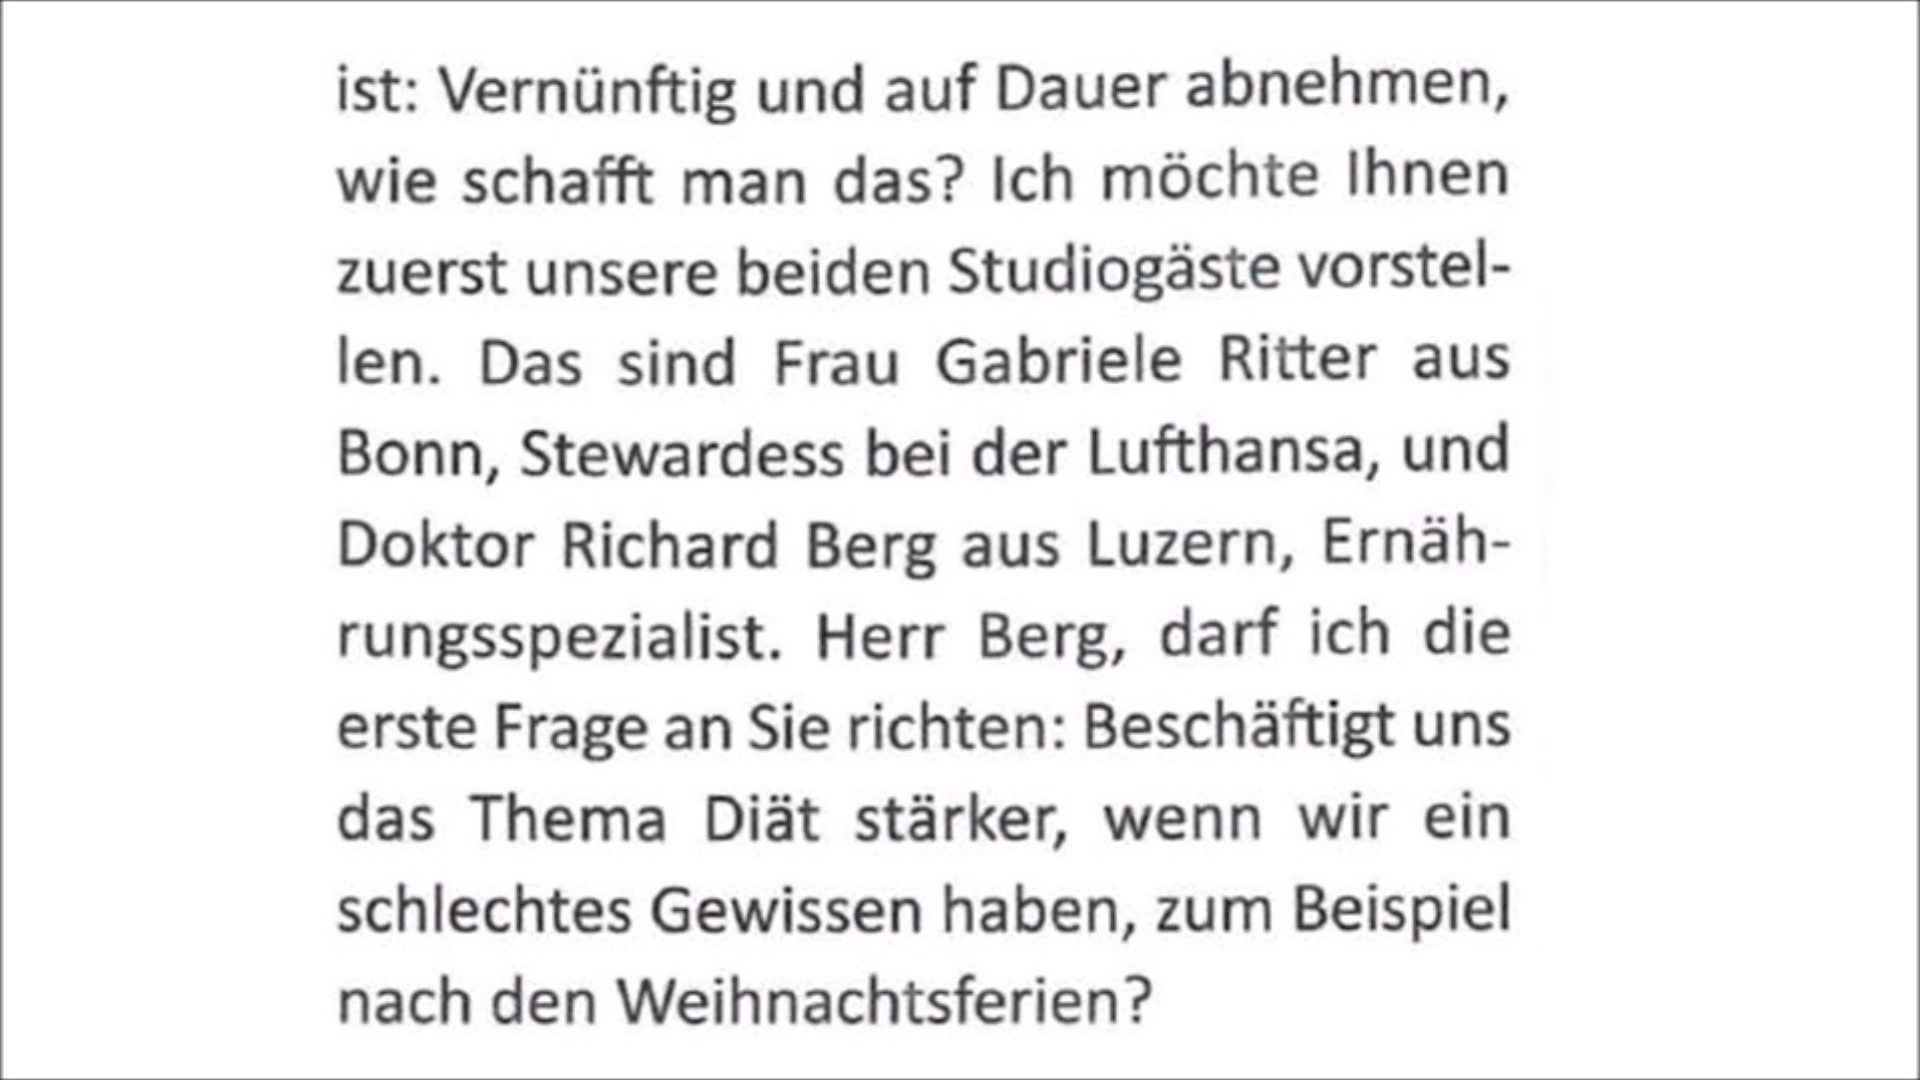 ist: Vernünftig und auf Dauer abnehmen,
wie schafft man das? Ich möchte Ihnen
zuerst unsere beiden Studiogäste vorstel-
len. Das sind Frau Gabriele Ritter aus
Bonn, Stewardess bei der Lufthansa, und
Doktor Richard Berg aus Luzern, Ernäh-
rungsspezialist. Herr Berg, darf ich die
erste Frage an Sie richten: Beschäftigt uns
das Thema Diät stärker, wenn wir ein
schlechtes Gewissen haben, zum Beispiel
nach den Weihnachtsferien?